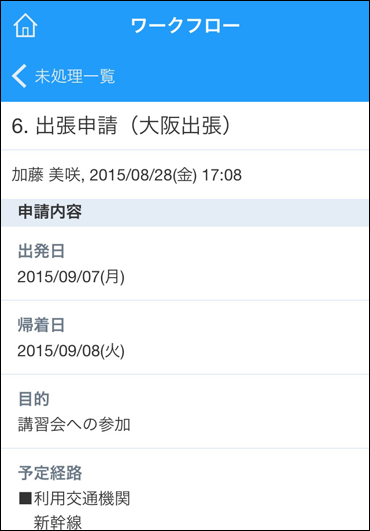 ワークフロー
未処理一覧
6. 出張申請（大阪出張）
加藤 美咲, 2015/08/28(金) 17:08
申請内容
出発日
2015/09/07(月)
帰着日
2015/09/08(火)
目的
講習会への参加
予定経路
■利用交通機関
新幹線